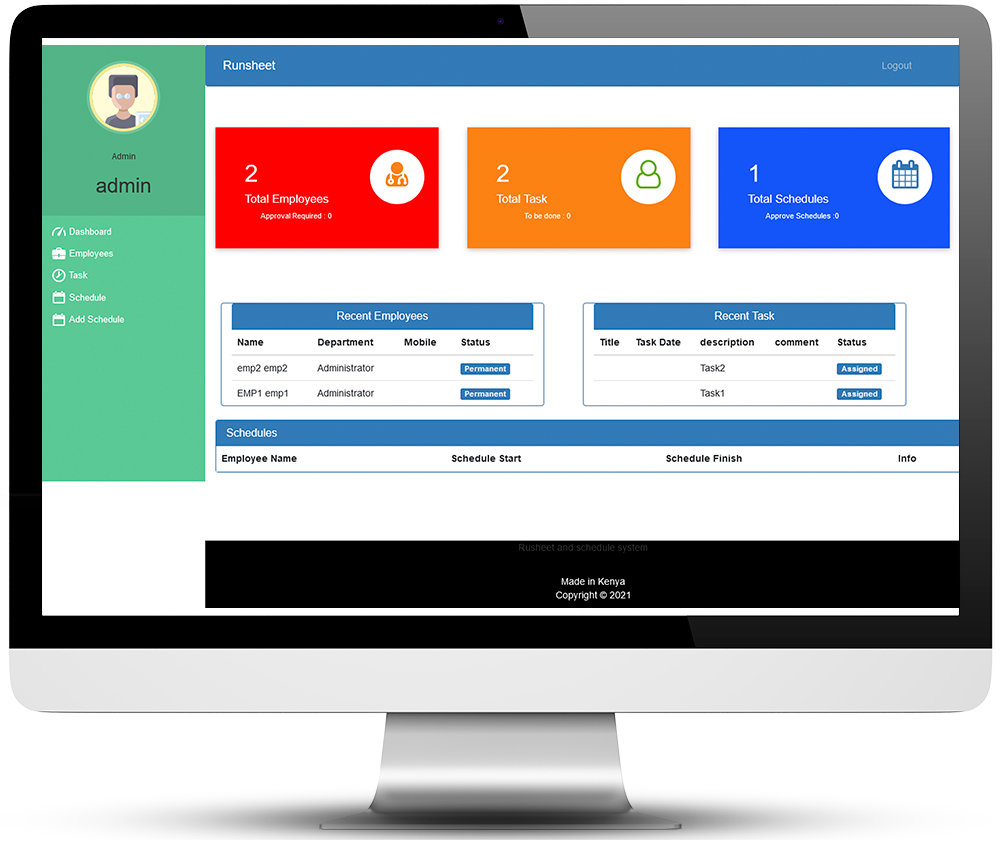 Runsheet
Logout
Admin
admin
Dashboard
Employees
Task
Schedule
Add Schedule
2
Total Employees
Approval Required : 0
2
Total Task
To be done : 0
1
Total Schedules
Approve Schedules :0
Recent Employees
Name Department Mobile Status
emp2 emp2 Administrator Permanent
EMP1 emp1 Administrator Permanent
Recent Task
Title Task Date description comment Status
Task2 Assigned
Task1 Assigned
Schedules
Employee Name Schedule Start Schedule Finish Info
Rusheet and schedule system
Made in Kenya
Copyright © 2021